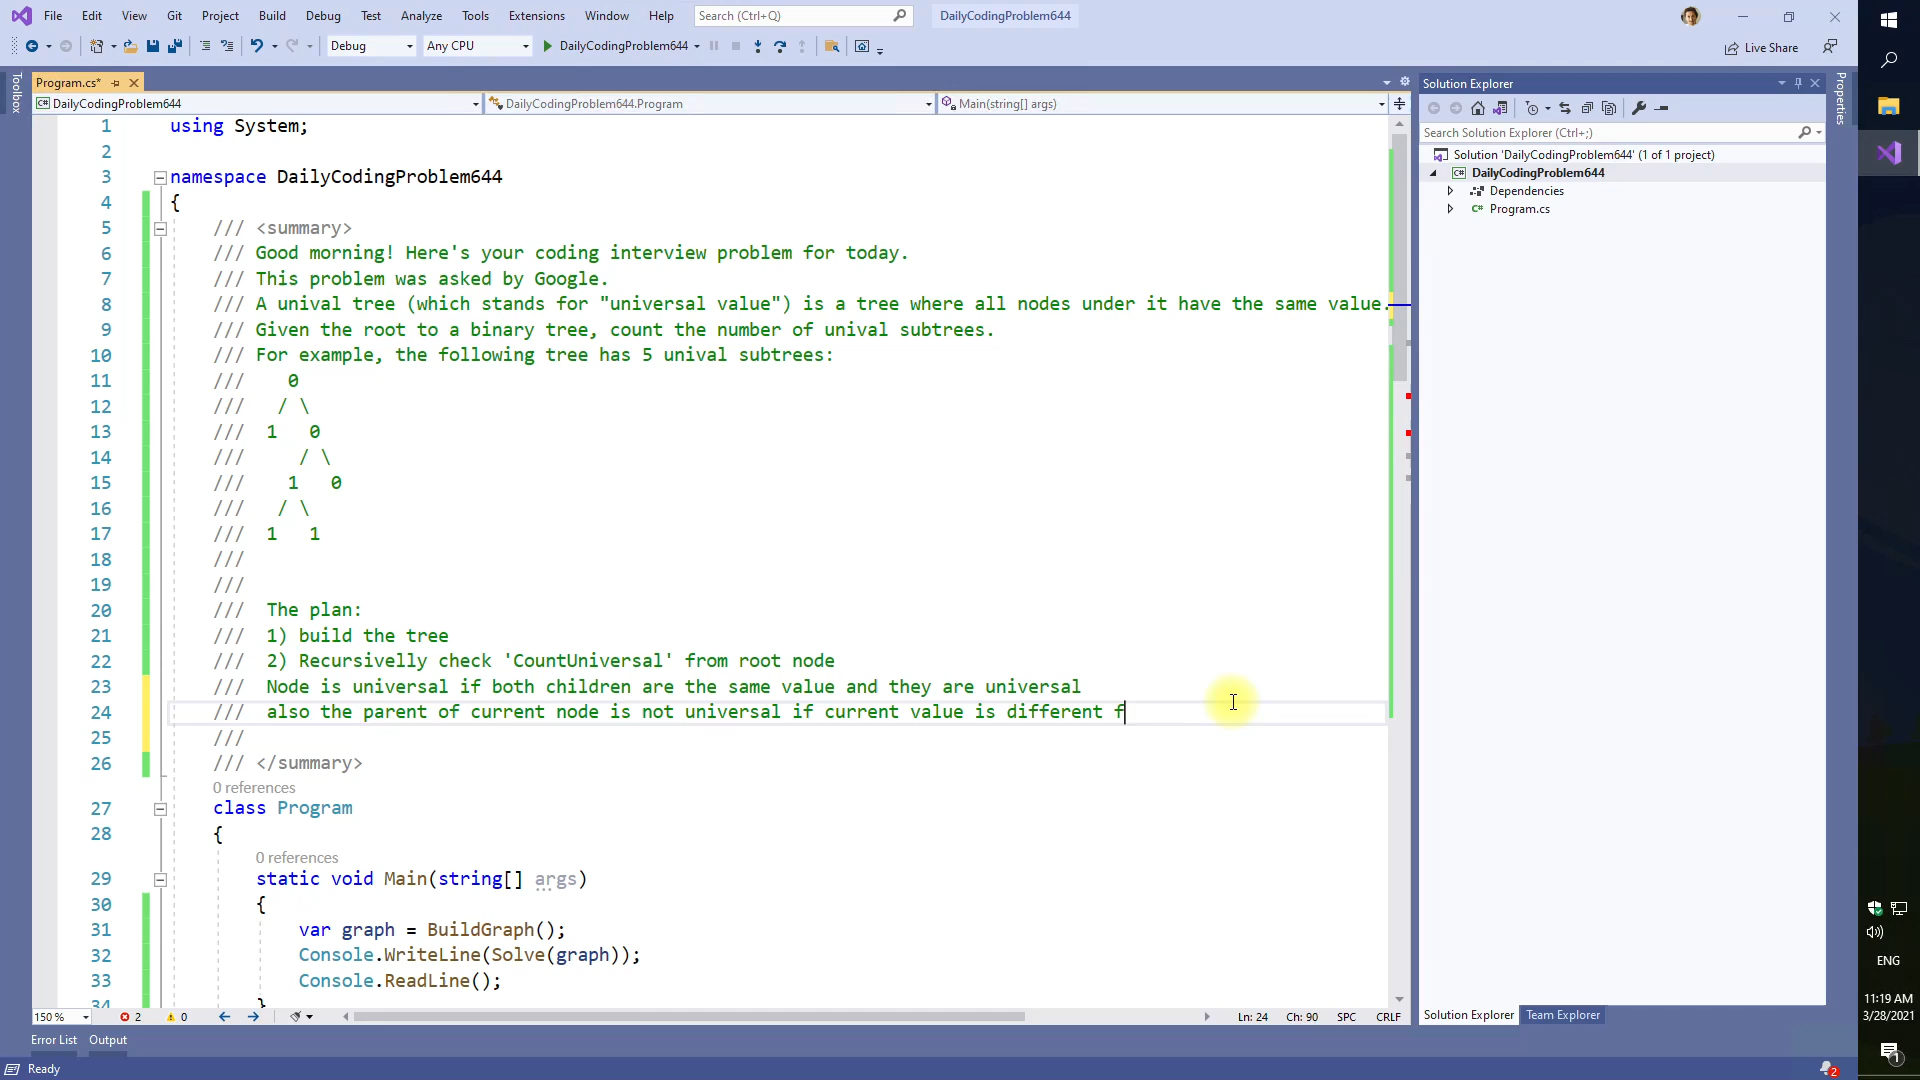 File Edit View Git Project Build Debug Test Analyze Tools Extensions Window Help Search (Ctrl+Q) DailyCodingProblem644
Debug Any CPU DailyCodingProblem644 Live Share
Toolbox
Program.cs*
DailyCodingProblem644 DailyCodingProblem644.Program Main(string[] args)
1 using System;
2
3 namespace DailyCodingProblem644
4 {
5 /// <summary>
6 /// Good morning! Here's your coding interview problem for today.
7 /// This problem was asked by Google.
8 /// A unival tree (which stands for "universal value") is a tree where all nodes under it have the same value.
9 /// Given the root to a binary tree, count the number of unival subtrees.
10 /// For example, the following tree has 5 unival subtrees:
11 /// 0
12 /// / \
13 /// 1 0
14 /// / \
15 /// 1 0
16 /// / \
17 /// 1 1
18 ///
19 ///
20 /// The plan:
21 /// 1) build the tree
22 /// 2) Recursivelly check 'CountUniversal' from root node
23 /// Node is universal if both children are the same value and they are universal
24 /// also the parent of current node is not universal if current value is different f
25 ///
26 /// </summary>
0 references
27 class Program
28 {
0 references
29 static void Main(string[] args)
30 {
31 var graph = BuildGraph();
32 Console.WriteLine(Solve(graph));
33 Console.ReadLine();
34 }
150 % 2 0 Ln: 24 Ch: 90 SPC CRLF
Error List Output
Ready
Solution Explorer
Search Solution Explorer (Ctrl+;)
Solution 'DailyCodingProblem644' (1 of 1 project)
C# DailyCodingProblem644
Dependencies
C# Program.cs
Solution Explorer Team Explorer
Properties
ENG
11:19 AM
3/28/2021
1
2